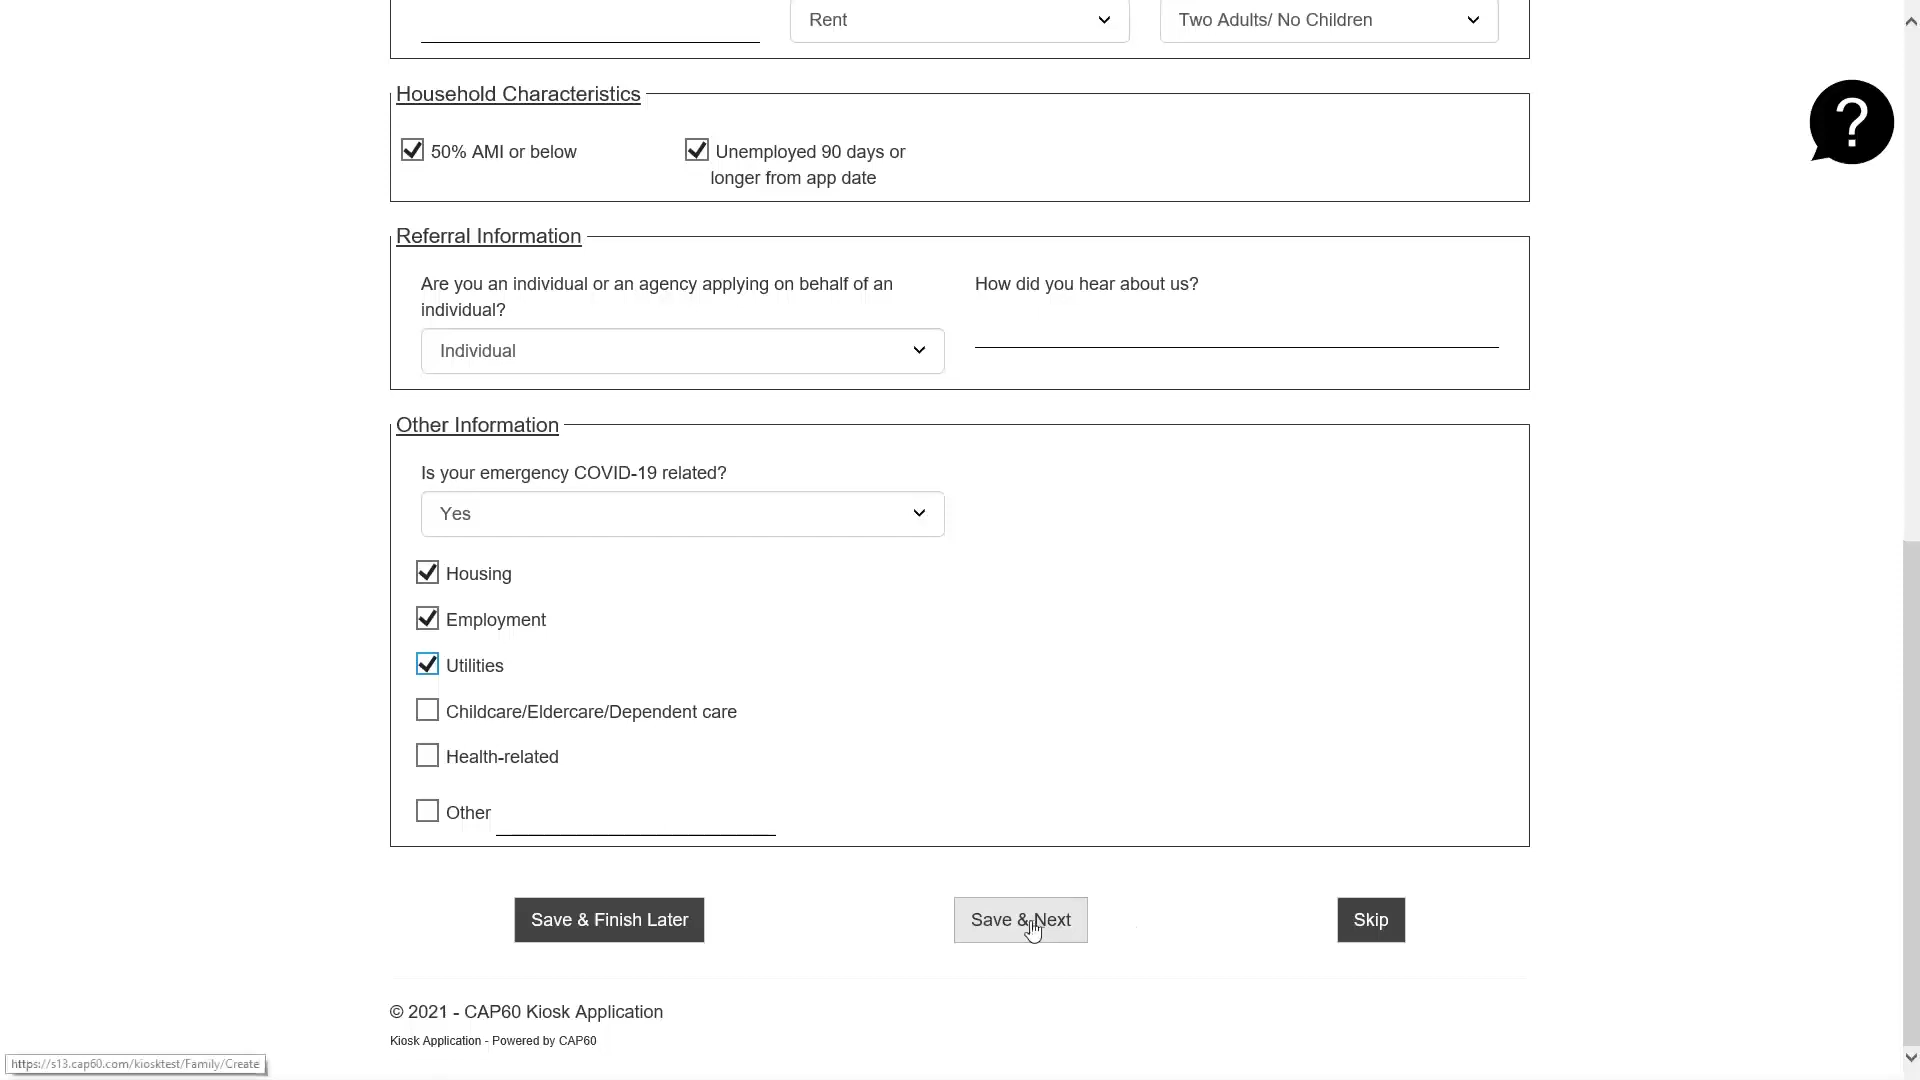 Rent
Two Adults/ No Children
Household Characteristics
50% AMI or below
Unemployed 90 days or
longer from app date
Referral Information
Are you an individual or an agency applying on behalf of an
individual?
How did you hear about us?
Individual
Other Information
Is your emergency COVID-19 related?
Yes
Housing
Employment
Utilities
Childcare/Eldercare/Dependent care
Health-related
Other
Save & Finish Later
Save & Next
Skip
© 2021 - CAP60 Kiosk Application
Kiosk Application - Powered by CAP60
https://s13.cap60.com/kiosktest/Family/Create
?